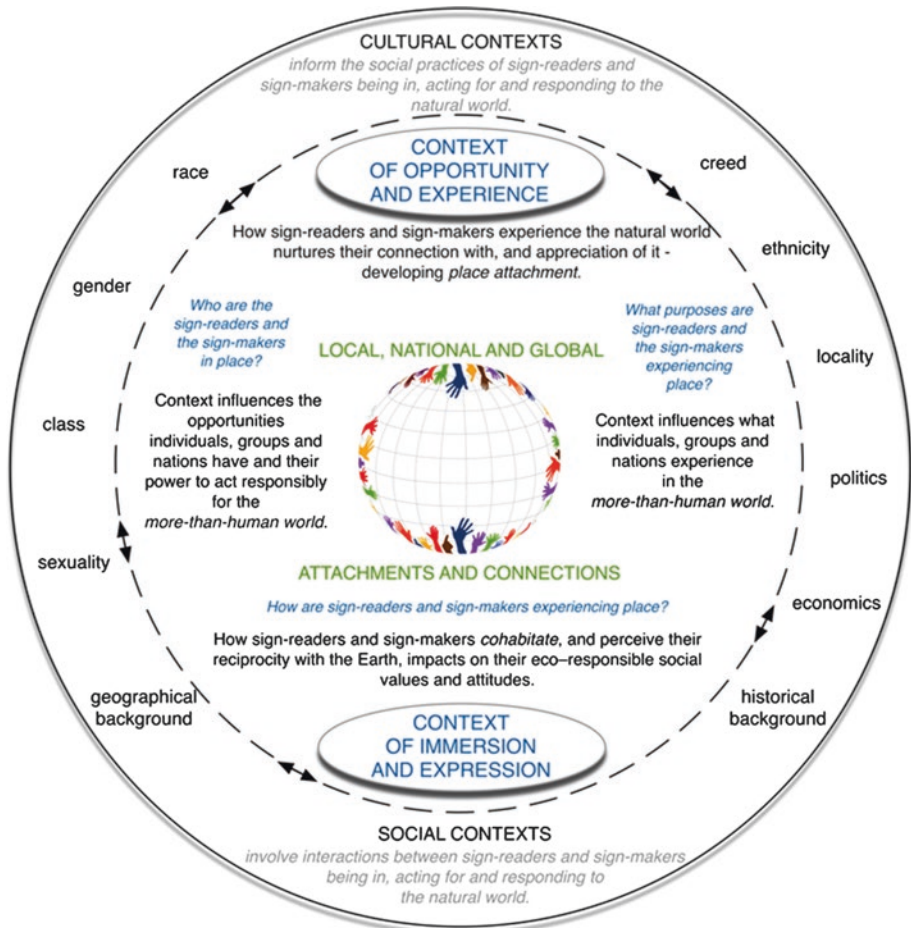 CULTURAL CONTEXTS
inform the social practices of sign-readers and
sign-makers being in, acting for and responding to the
natural world.
CONTEXT
OF OPPORTUNITY
AND EXPERIENCE
race
creed
How sign-readers and sign-makers experience the natural world
nurtures their connection with, and appreciation of it -
developing place attachment.
gender
ethnicity
Who are the
sign-readers and
the sign-makers
in place?
What purposes are
sign-readers and
the sign-makers
experiencing
place?
LOCAL, NATIONAL AND GLOBAL
locality
class
Context influences the
opportunities
individuals, groups and
nations have and their
power to act responsibly
for the
more-than-human world.
Context influences what
individuals, groups and
nations experience
in the
more-than-human world.
politics
sexuality
ATTACHMENTS AND CONNECTIONS
economics
How are sign-readers and sign-makers experiencing place?
How sign-readers and sign-makers cohabitate, and perceive their
reciprocity with the Earth, impacts on their eco–responsible social
values and attitudes.
geographical
background
historical
background
CONTEXT
OF IMMERSION
AND EXPRESSION
SOCIAL CONTEXTS
involve interactions between sign-readers and sign-makers
being in, acting for and responding to
the natural world.